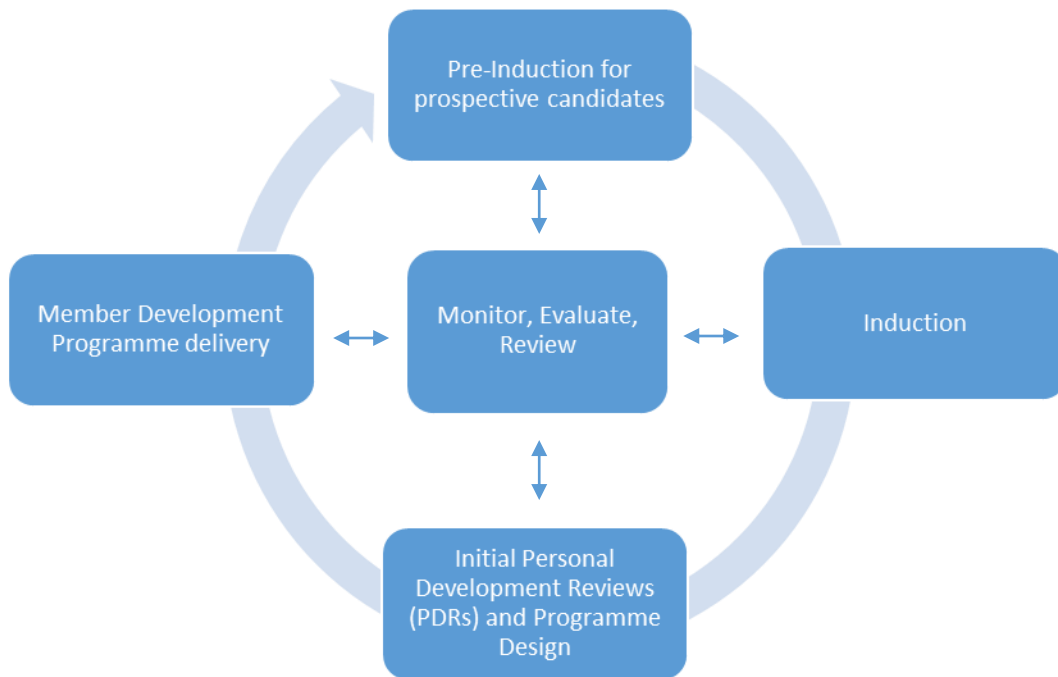 Pre-Induction for
prospective candidates
Member Development
Programme delivery
Monitor, Evaluate,
Review
Induction
Initial Personal
Development Reviews
(PDRs) and Programme
Design